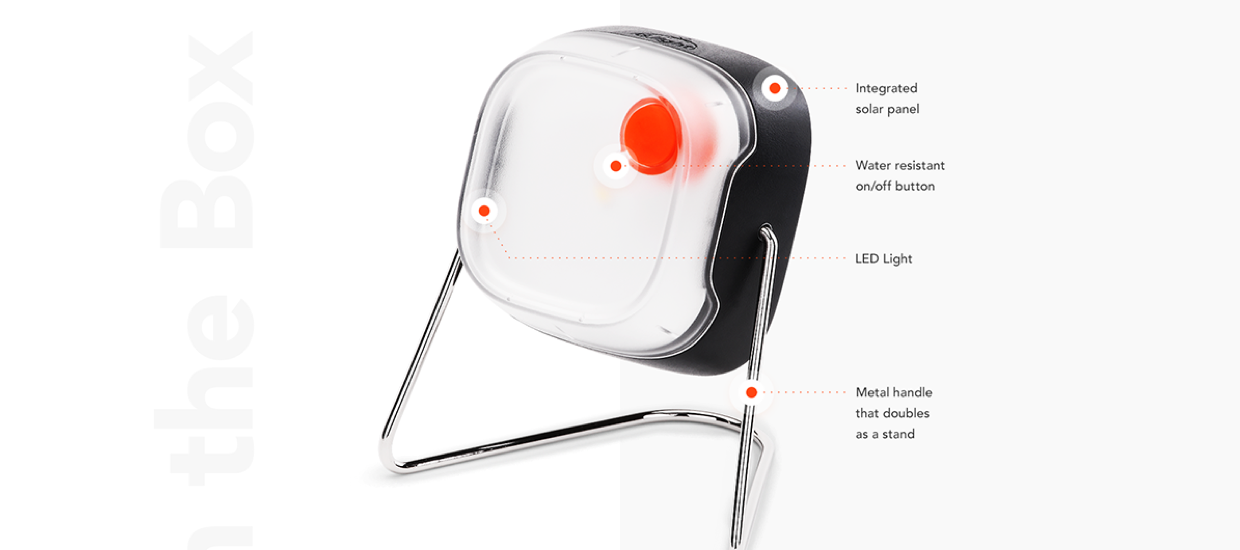 n the Box
Integrated
solar panel
Water resistant
on/off button
LED Light
Metal handle
that doubles
as a stand